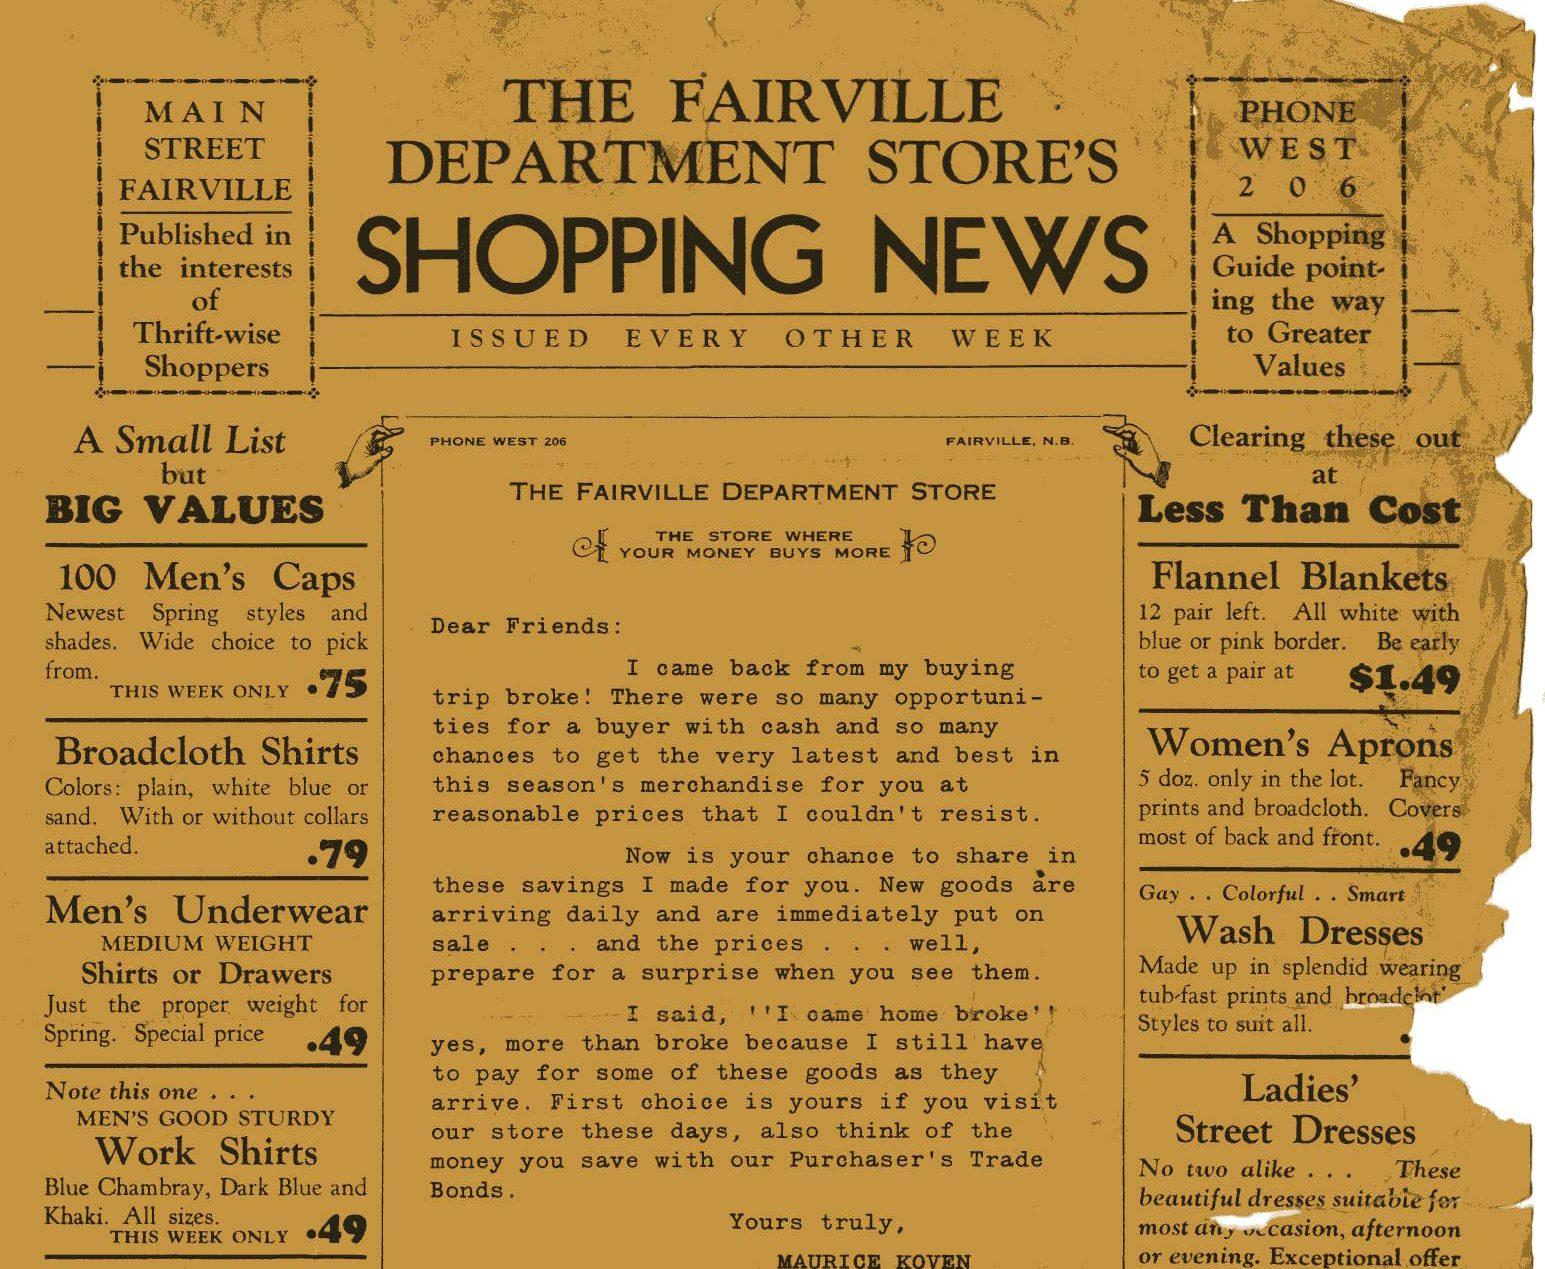 MAIN
STREET
FAIRVILLE
Published in
the interests
of
Thrift-wise
Shoppers
THE FAIRVILLE
DEPARTMENT STORE'S
SHOPPING NEWS
ISSUED EVERY OTHER WEEK
PHONE
WEST
206
A Shopping
Guide point-
ing the way
to Greater
Values
A Small List
but
BIG VALUES
100 Men's Caps
Newest Spring styles and
shades. Wide choice to pick
from.
THIS WEEK ONLY .75
Broadcloth Shirts
Colors: plain, white blue or
sand. With or without collars
attached.
.79
Men's Underwear
MEDIUM WEIGHT
Shirts or Drawers
Just the proper weight for
Spring. Special price .49
Note this one . . .
MEN'S GOOD STURDY
Work Shirts
Blue Chambray, Dark Blue and
Khaki. All sizes.
THIS WEEK ONLY .49
PHONE WEST 206 FAIRVILLE, N.B.
THE FAIRVILLE DEPARTMENT STORE
THE STORE WHERE
YOUR MONEY BUYS MORE
Dear Friends:
I came back from my buying
trip broke! There were so many opportuni-
ties for a buyer with cash and so many
chances to get the very latest and best in
this season's merchandise for you at
reasonable prices that I couldn't resist.
Now is your chance to share in
these savings I made for you. New goods are
arriving daily and are immediately put on
sale . . . and the prices . . . well,
prepare for a surprise when you see them.
I said, ''I came home broke''
yes, more than broke because I still have
to pay for some of these goods as they
arrive. First choice is yours if you visit
our store these days, also think of the
money you save with our Purchaser's Trade
Bonds.
Yours truly,
MAURICE KOVEN
Clearing these out
at
Less Than Cost
Flannel Blankets
12 pair left. All white with
blue or pink border. Be early
to get a pair at $1.49
Women's Aprons
5 doz. only in the lot. Fancy
prints and broadcloth. Covers
most of back and front. .49
Gay . . Colorful . . Smart
Wash Dresses
Made up in splendid wearing
tub-fast prints and
Styles to suit all.
Ladies'
Street Dresses
No two alike . . . These
beautiful dresses suitable for
most any occasion, afternoon
or evening. Exceptional offer